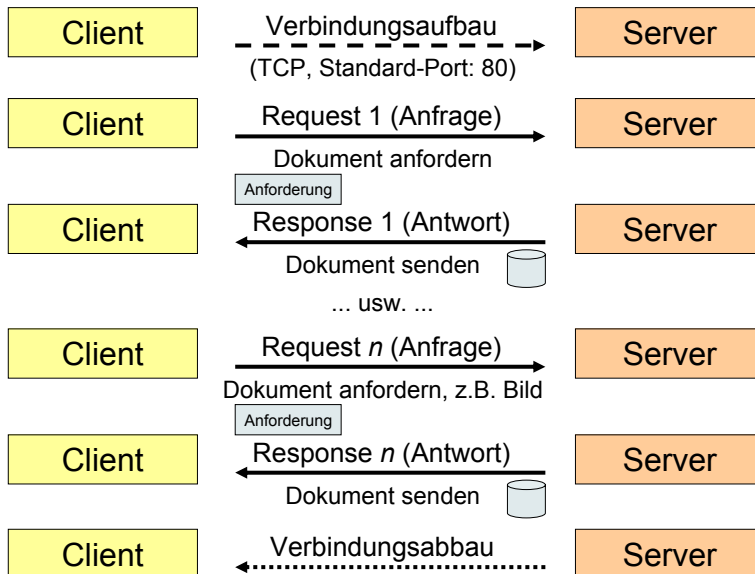 Client Verbindungsaufbau Server
(TCP, Standard-Port: 80)
Client Request 1 (Anfrage) Server
Dokument anfordern
Anforderung
Client Response 1 (Antwort) Server
Dokument senden
... usw. ...
Client Request n (Anfrage) Server
Dokument anfordern, z.B. Bild
Anforderung
Client Response n (Antwort) Server
Dokument senden
Client Verbindungsabbau Server